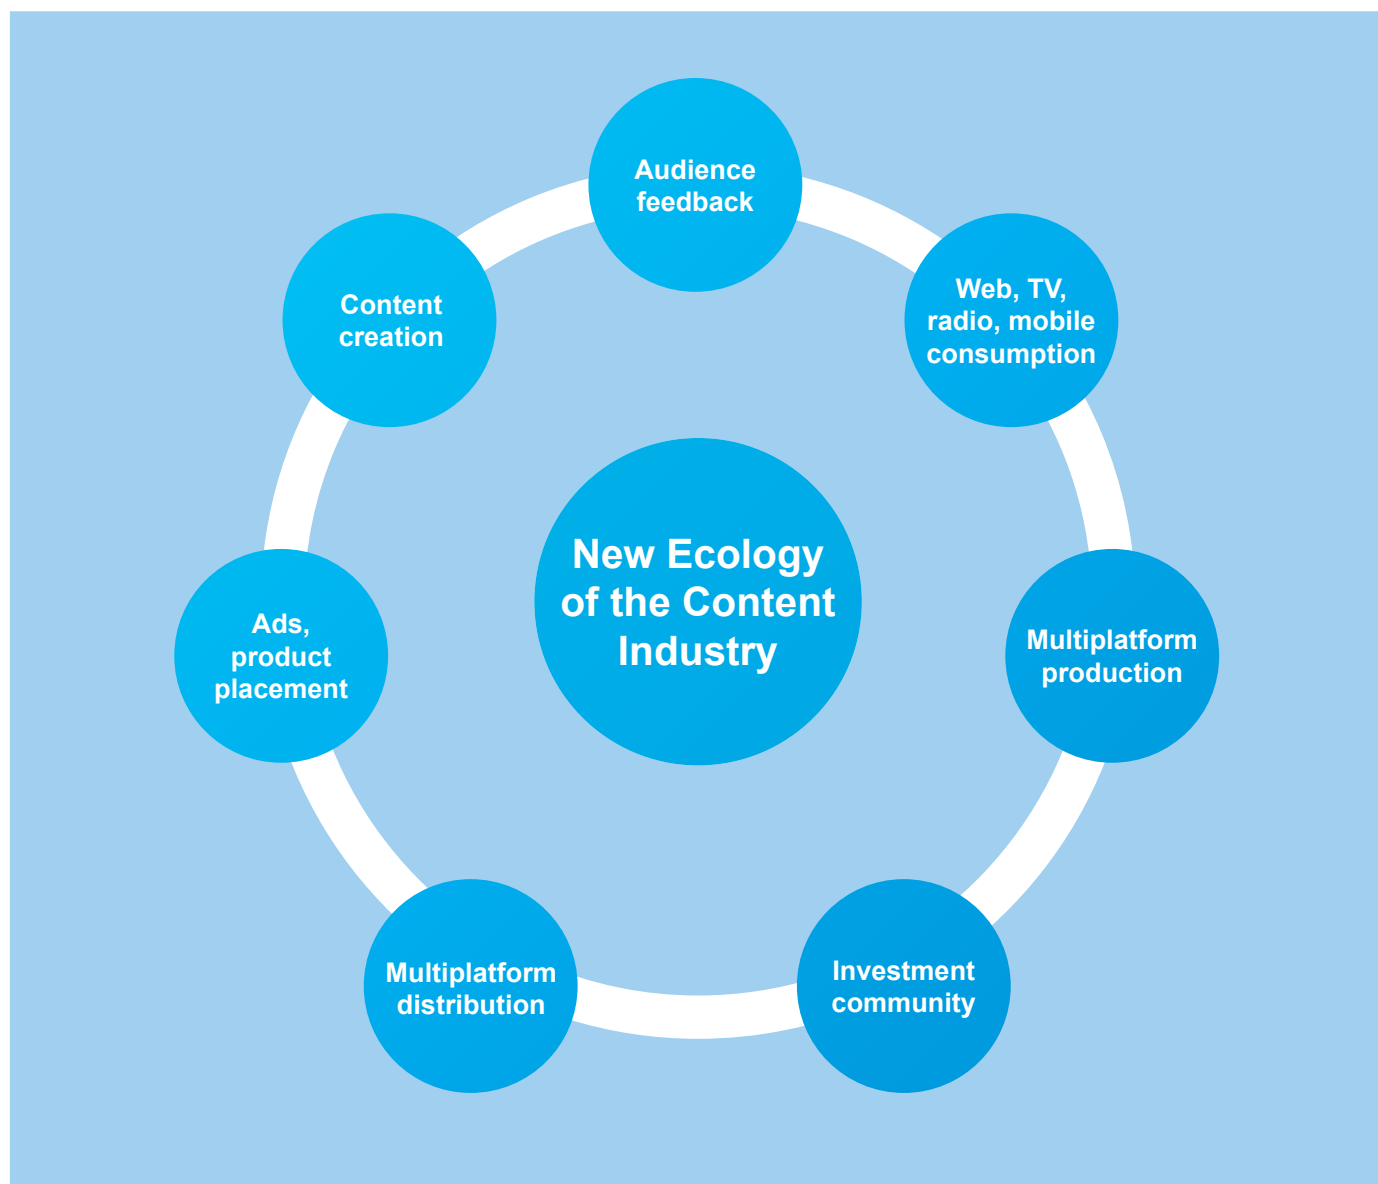 Audience
feedback
Web, TV,
radio, mobile
consumption
Content
creation
New Ecology
of the Content
Industry
Ads,
product
placement
Multiplatform
production
Multiplatform
distribution
Investment
community